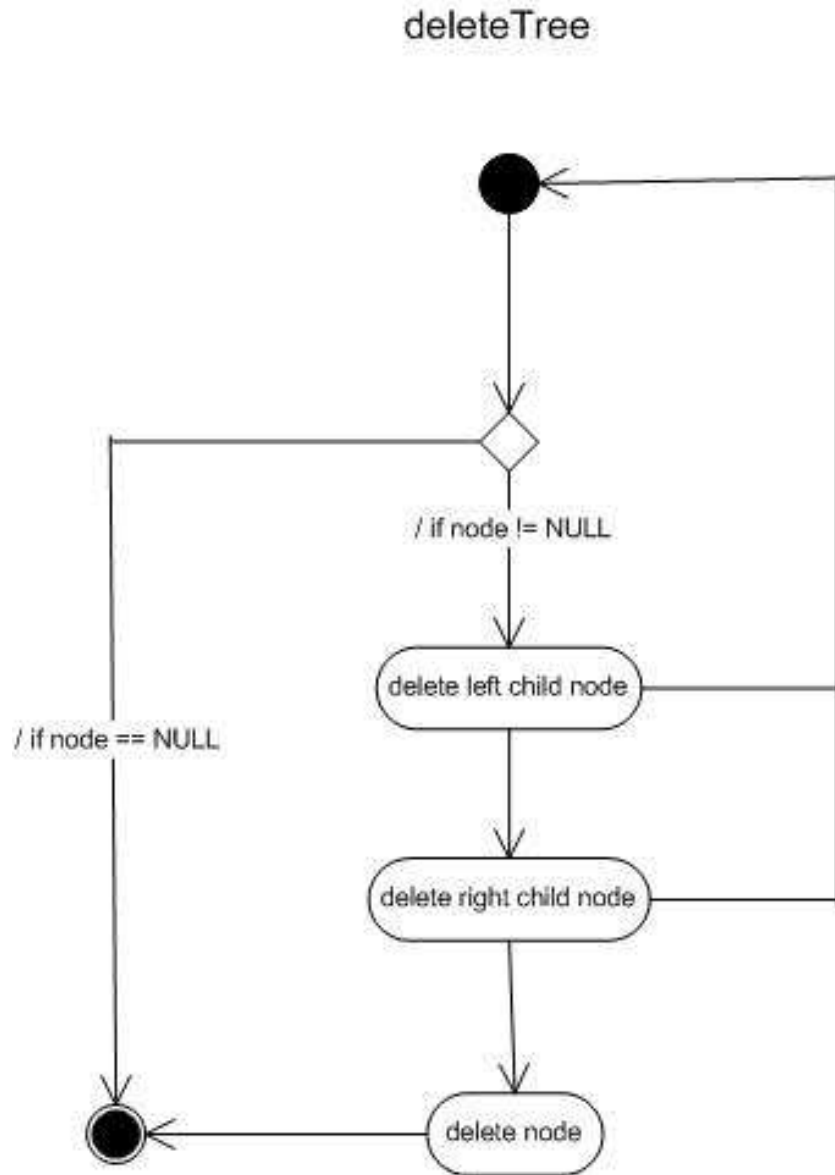 deleteTree
/ if node != NULL
delete left child node
/ if node == NULL
delete right child node
delete node